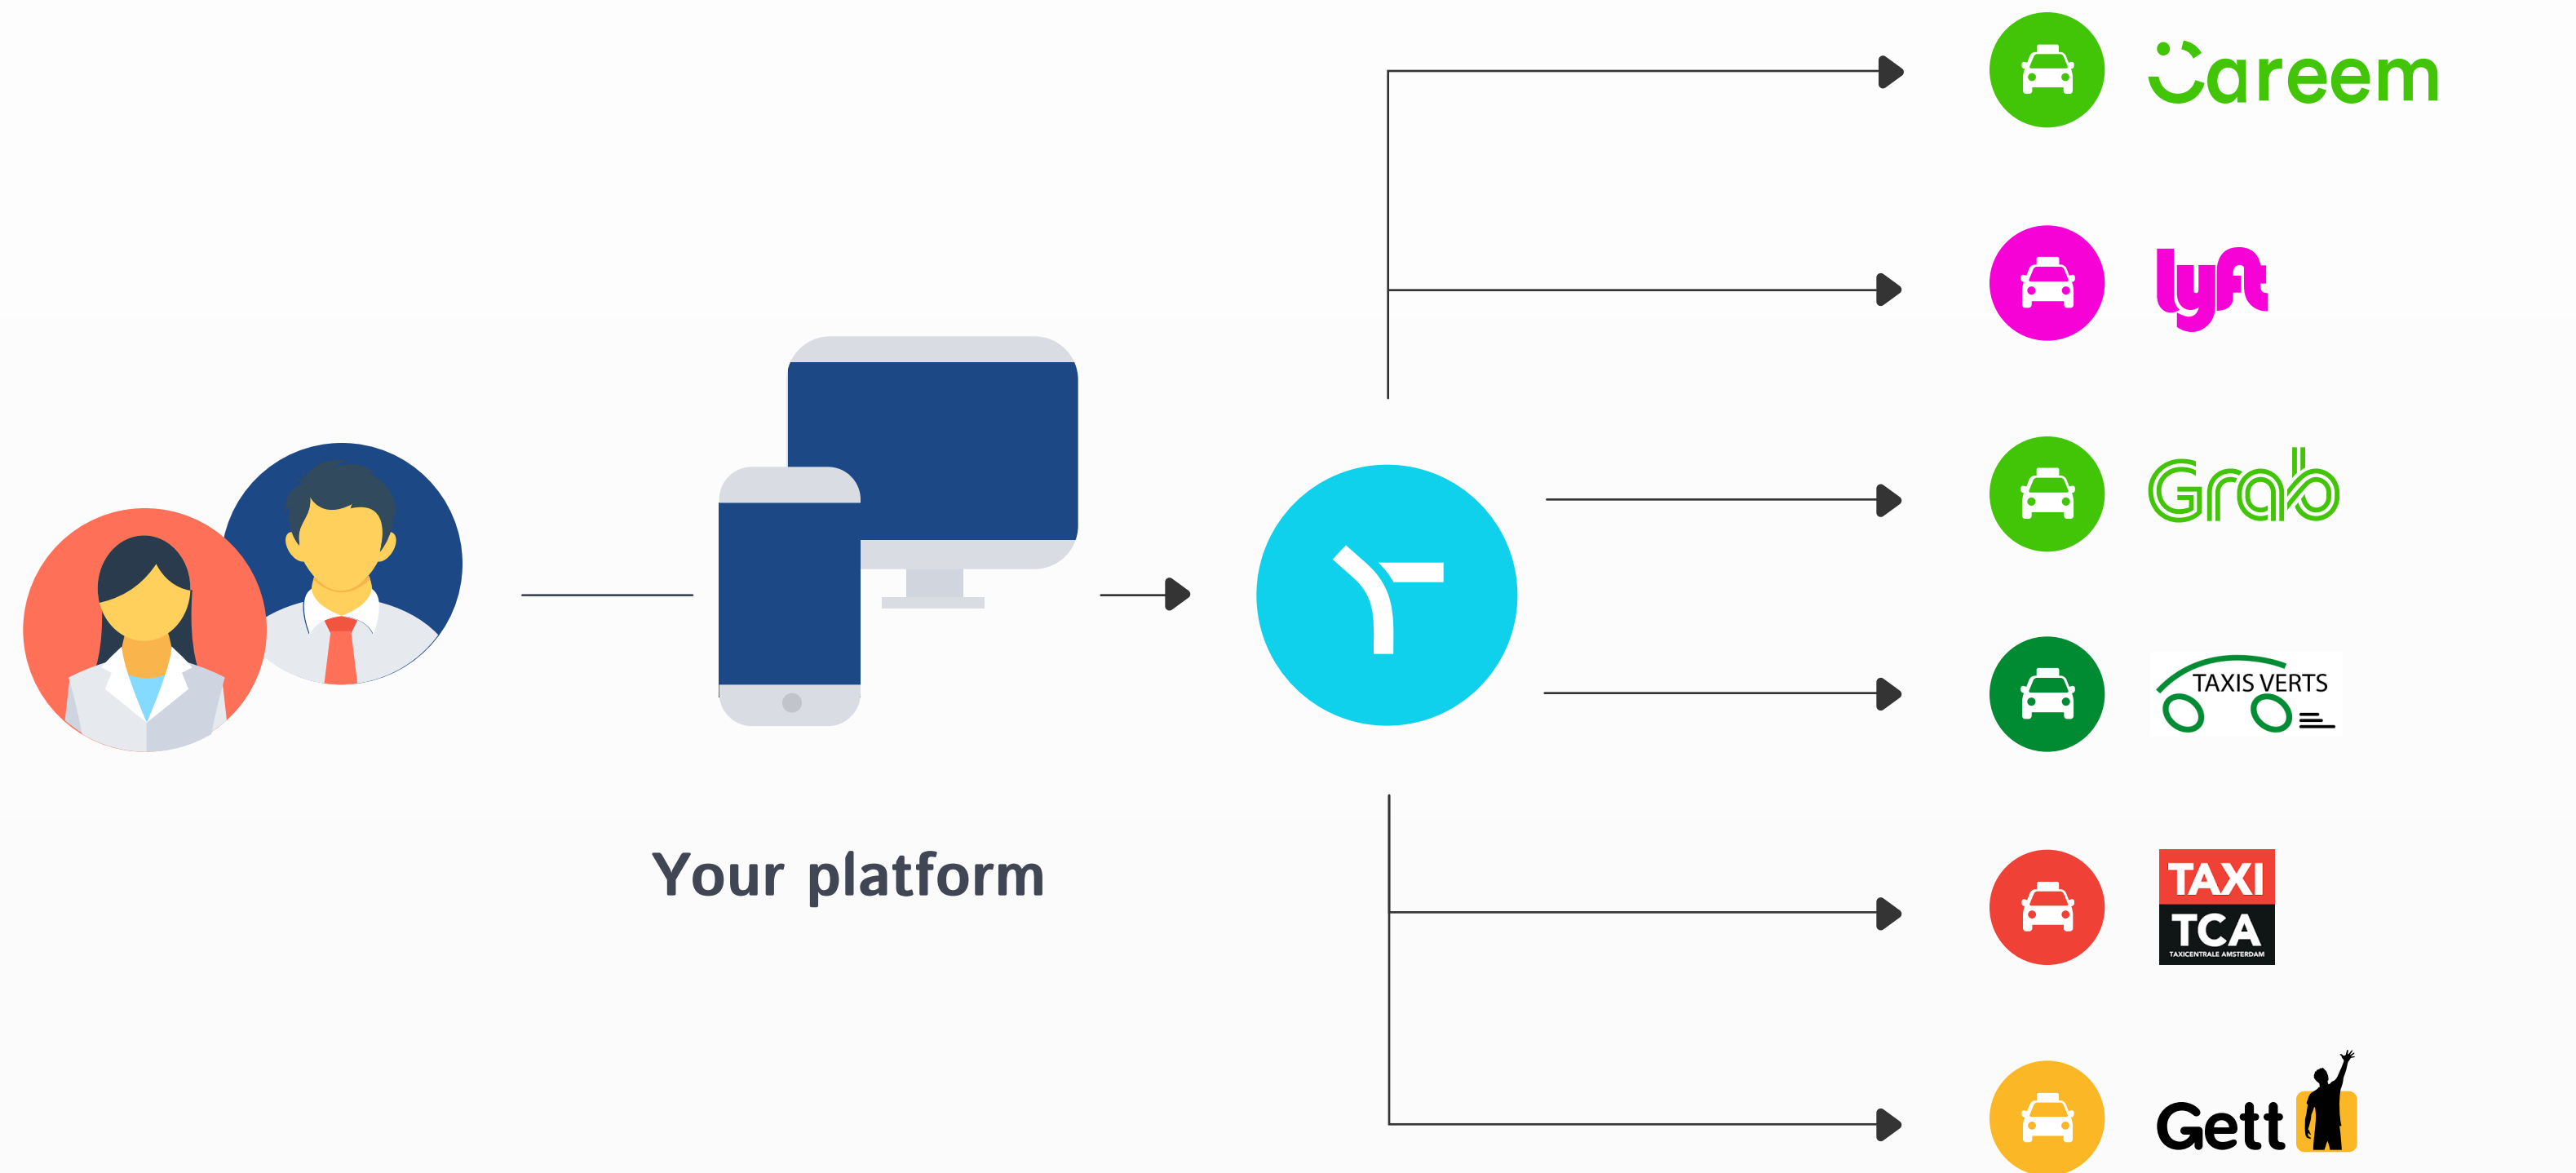 Careem
lyft
Grab
TAXIS VERTS
Your platform
TAXI
TCA
TAXICENTRALE AMSTERDAM
Gett